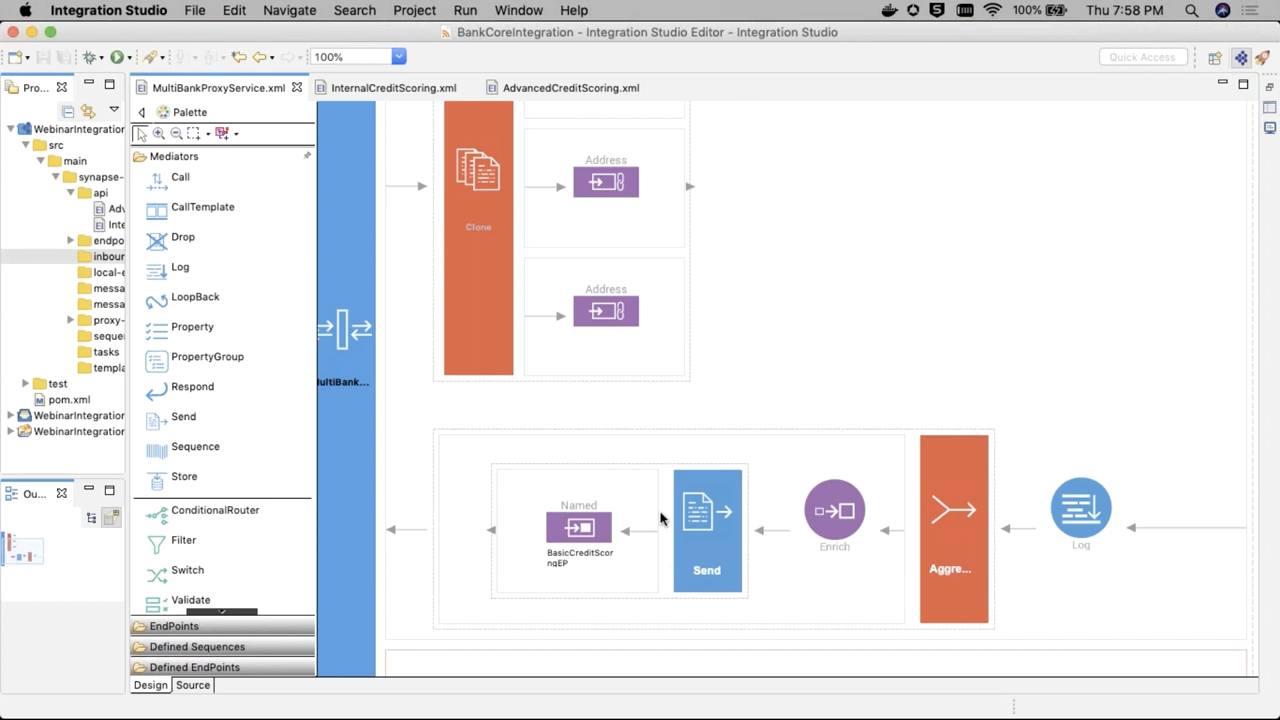 Integration Studio File Edit Navigate Search Project Run Window Help 100% Thu 7:58 PM
BankCoreIntegration - Integration Studio Editor - Integration Studio
100% Quick Access
Pro... MultiBankProxyService.xml InternalCreditScoring.xml AdvancedCreditScoring.xml
Palette
WebinarIntegration
src
main
synapse-
api
Adv
Inte
endpo
inbour
local-e
messa
messa
proxy-
seque
tasks
templa
test
pom.xml
WebinarIntegration
WebinarIntegration
Ou...
Mediators
Call
CallTemplate
Drop
Log
LoopBack
Property
PropertyGroup
Respond
Send
Sequence
Store
ConditionalRouter
Filter
Switch
Validate
EndPoints
Defined Sequences
Defined EndPoints
Design Source
MultiBank...
Clone
Address
Address
Named
BasicCreditScor
ngEP
Send
Enrich
Aggre...
Log